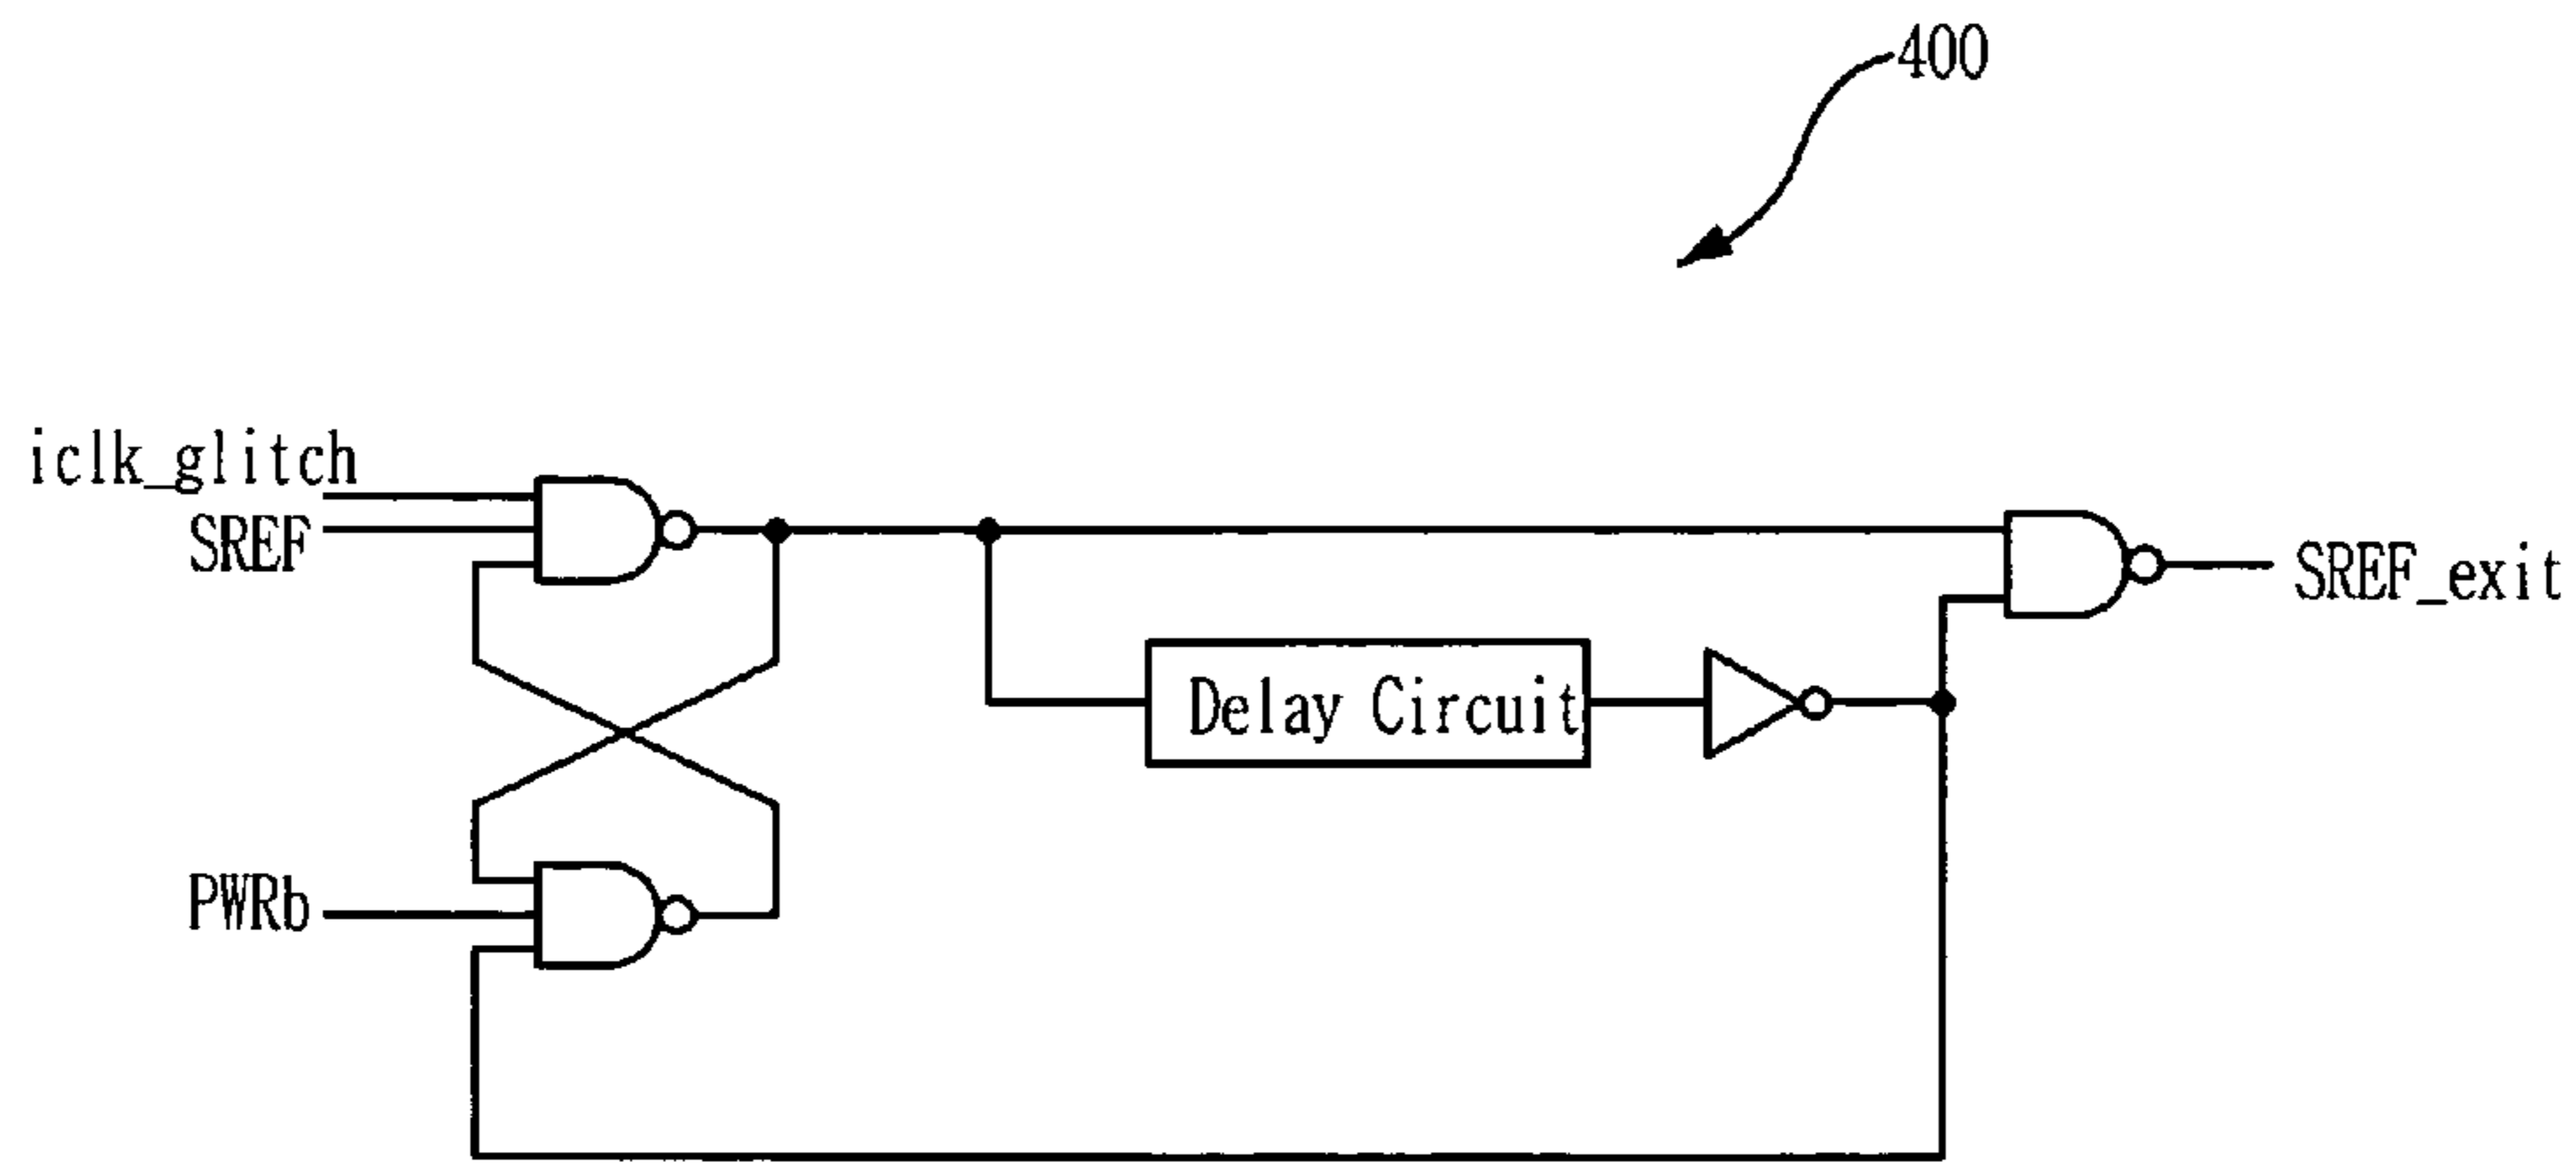 400
iclk_glitch
SREF
SREF_exit
Delay Circuit
PWRb